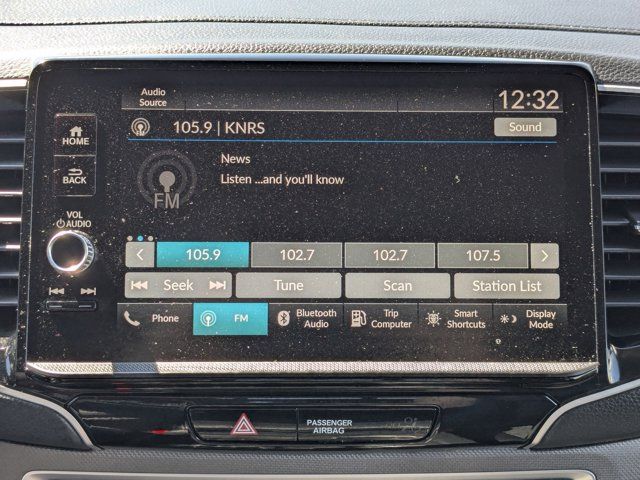 Audio
Source
12:32
105.9 | KNRS
Sound
HOME
News
Listen ...and you'll know
BACK
FM
VOL
AUDIO
105.9
102.7
102.7
107.5
Seek
Tune
Scan
Station List
Phone
FM
Bluetooth
Audio
Trip
Computer
Smart
Shortcuts
Display
Mode
PASSENGER
AIRBAG